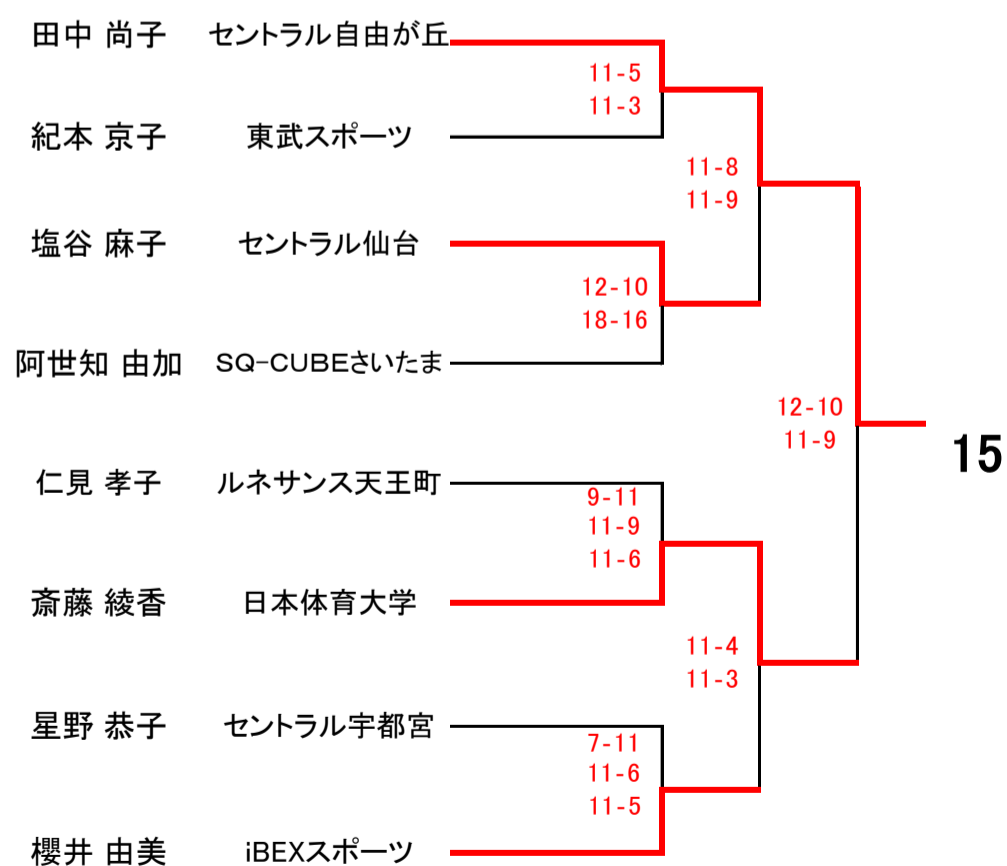 田中 尚子 セントラル自由が丘
11-5
11-3
紀本 京子 東武スポーツ
11-8
11-9
塩谷 麻子 セントラル仙台
12-10
18-16
阿世知 由加 SQ-CUBEさいたま
12-10
11-9
15
仁見 孝子 ルネサンス天王町
9-11
11-9
11-6
斎藤 綾香 日本体育大学
11-4
11-3
星野 恭子 セントラル宇都宮
7-11
11-6
11-5
櫻井 由美 iBEXスポーツ